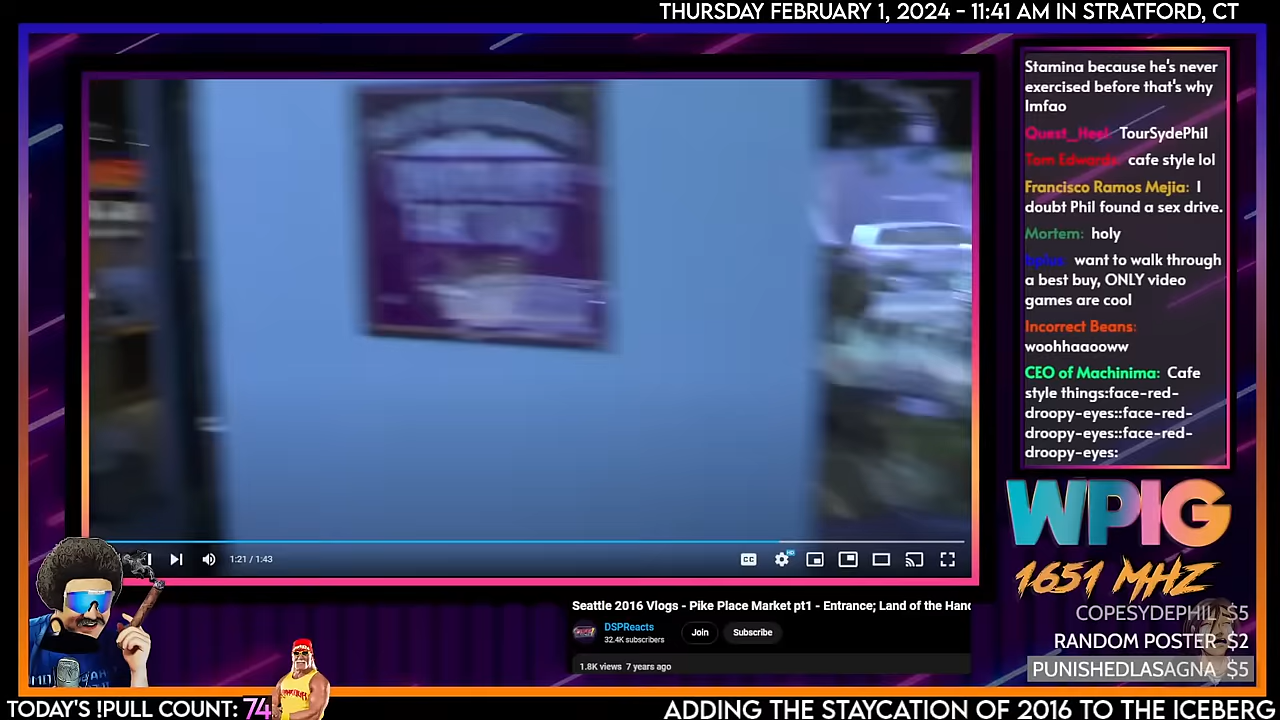 THURSDAY FEBRUARY 1, 2024 - 11:41 AM IN STRATFORD, CT
Stamina because he's never
exercised before that's why
lmfao
Quest_Heel: TourSydePhil
Tom Edwards: cafe style lol
Francisco Ramos Mejia: I
doubt Phil found a sex drive.
Mortem: holy
want to walk through
a best buy, ONLY video
games are cool
Incorrect Beans:
woohhaaooww
CEO of Machinima: Cafe
style things:face-red-
droopy-eyes::face-red-
droopy-eyes::face-red-
droopy-eyes:
1:21 / 1:43
CC
HD
WPIG
1651 MHZ
Seattle 2016 Vlogs - Pike Place Market pt1 - Entrance; Land of the Hand
DSPReacts
32.4K subscribers
Join
Subscribe
1.8K views 7 years ago
COPESYDEPHIL $5
RANDOM POSTER $2
PUNISHEDLASAGNA $5
TODAY'S !PULL COUNT: 74
ADDING THE STAYCATION OF 2016 TO THE ICEBERG